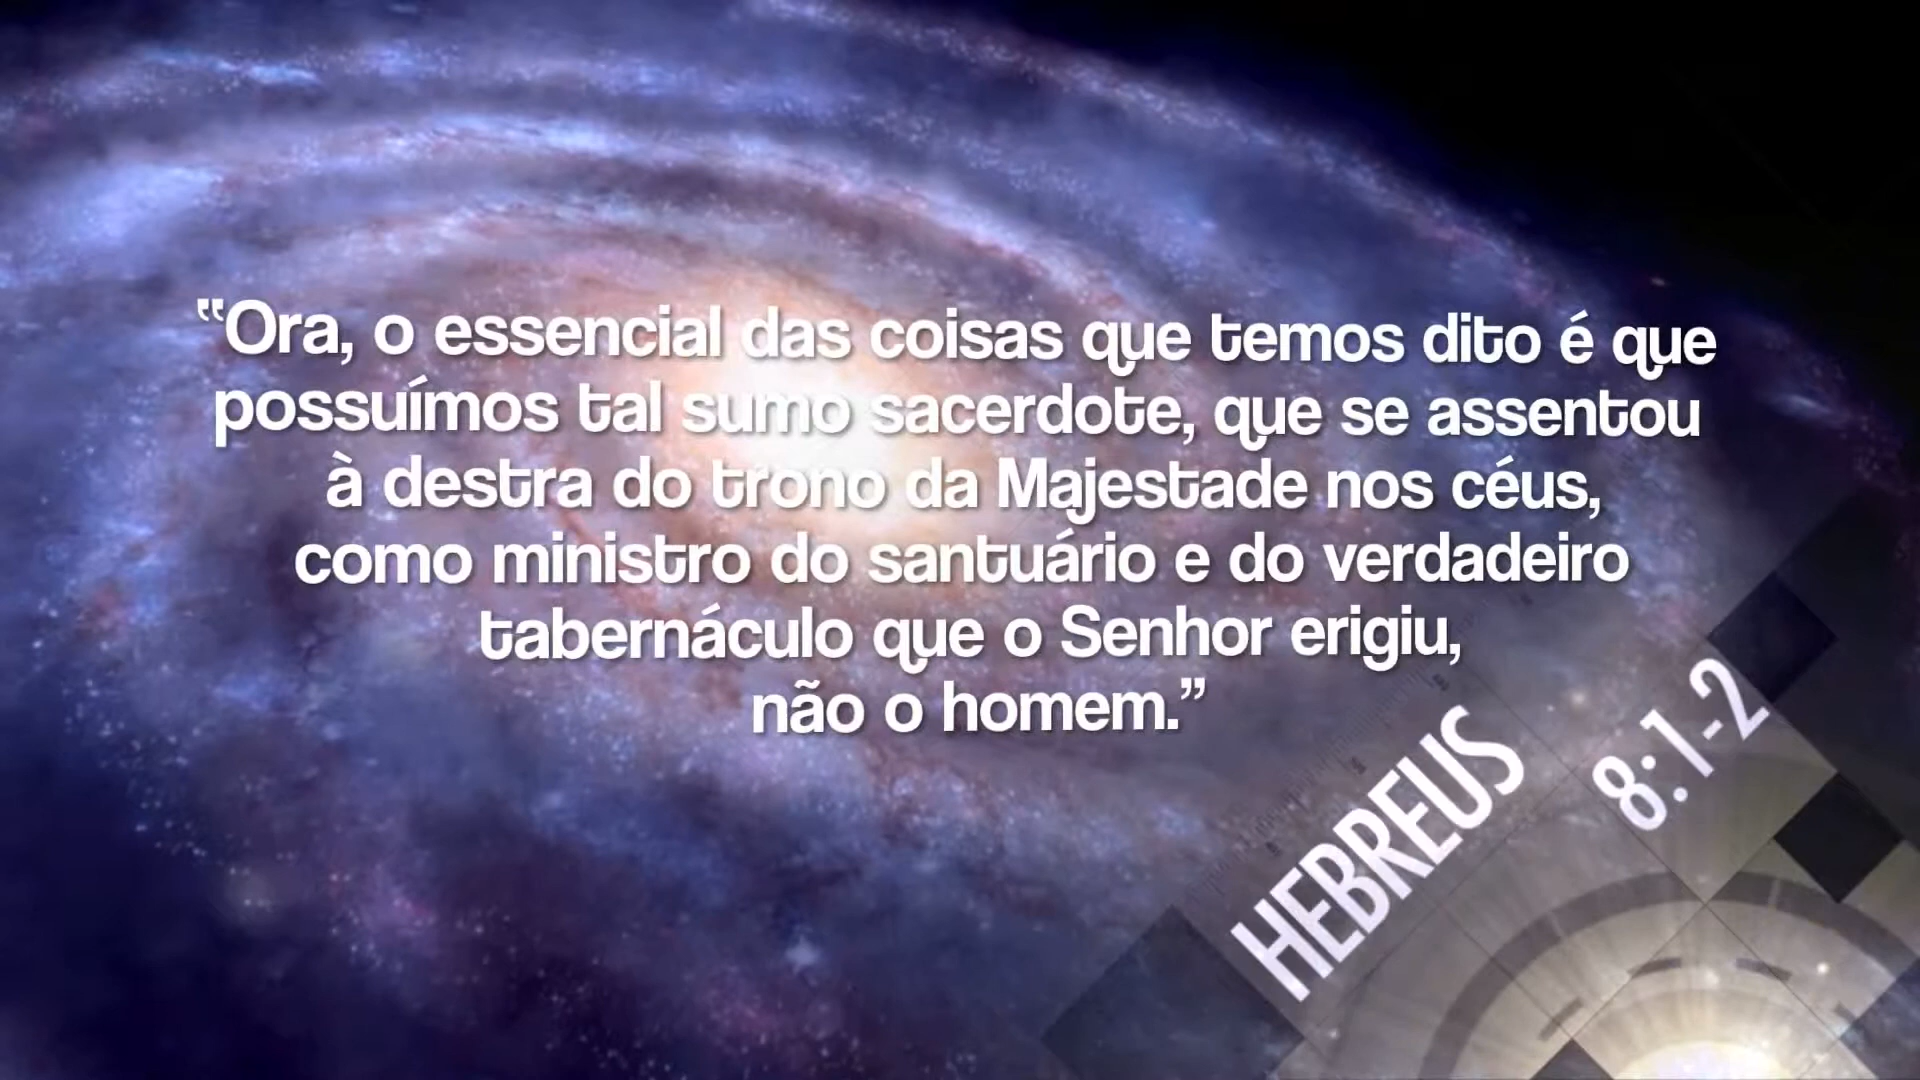 “Ora, o essencial das coisas que temos dito é que
possuímos tal sumo sacerdote, que se assentou
à destra do trono da Majestade nos céus,
como ministro do santuário e do verdadeiro
tabernáculo que o Senhor erigiu,
não o homem.”
HEBREUS
8:1-2